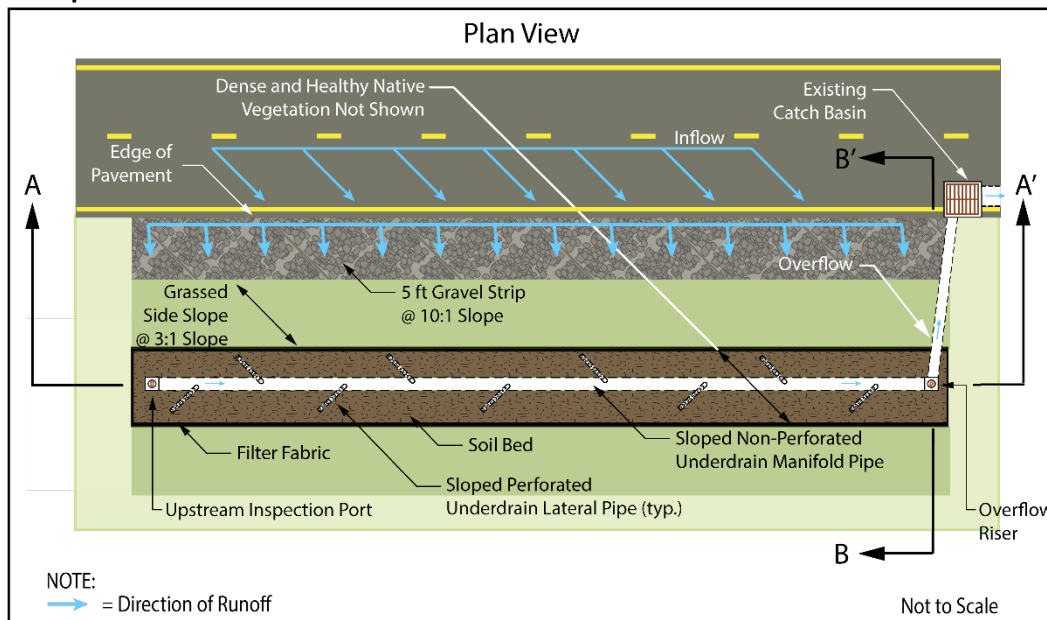 Plan View
Dense and Healthy Native
Vegetation Not Shown
Existing
Catch Basin
Inflow
Edge of
Pavement
B'
A
A'
Overflow
Grassed
Side Slope
@ 3:1 Slope
5 ft Gravel Strip
@ 10:1 Slope
Filter Fabric
Soil Bed
Sloped Non-Perforated
Underdrain Manifold Pipe
Upstream Inspection Port
Sloped Perforated
Underdrain Lateral Pipe (typ.)
Overflow
Riser
B
NOTE:
= Direction of Runoff
Not to Scale